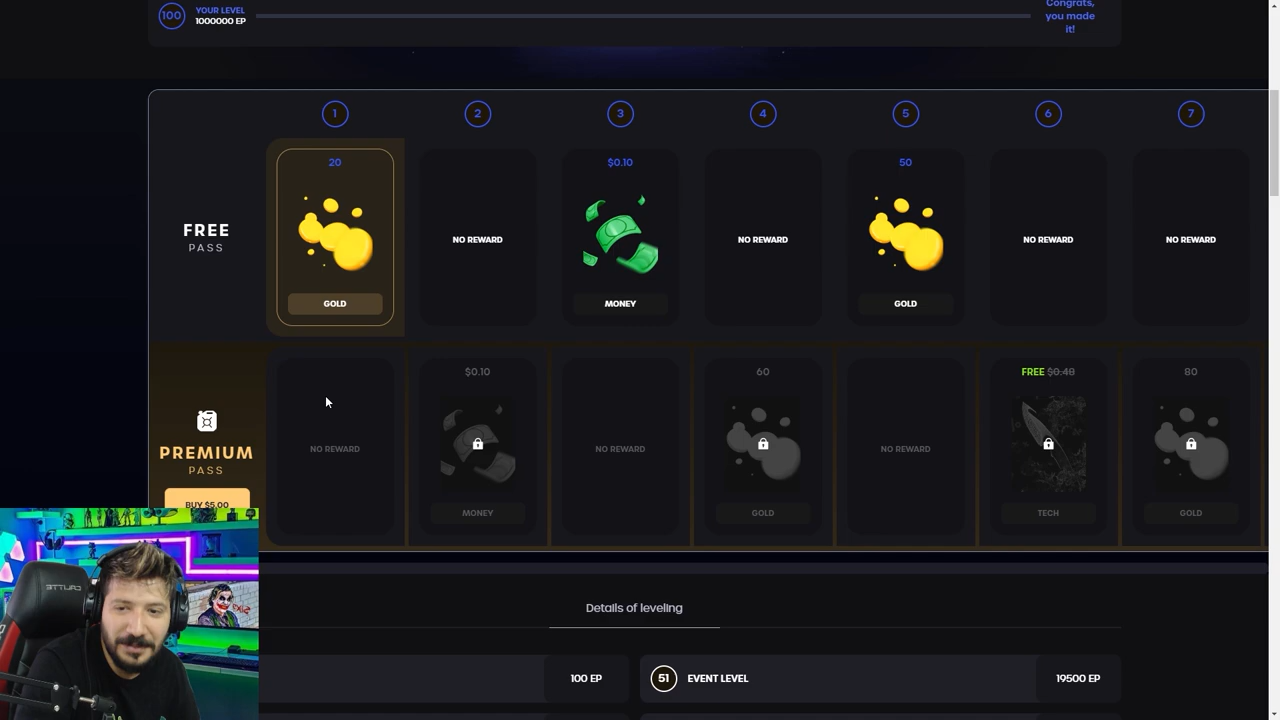 100
YOUR LEVEL
1000000 EP
Congrats,
you made
it!
1 2 3 4 5 6 7
FREE
PASS
20
GOLD
NO REWARD
$0.10
MONEY
NO REWARD
50
GOLD
NO REWARD
NO REWARD
PREMIUM
PASS
BUY $5.00
NO REWARD
$0.10
MONEY
NO REWARD
60
GOLD
NO REWARD
FREE $0.48
TECH
80
GOLD
Details of leveling
100 EP
51 EVENT LEVEL 19500 EP